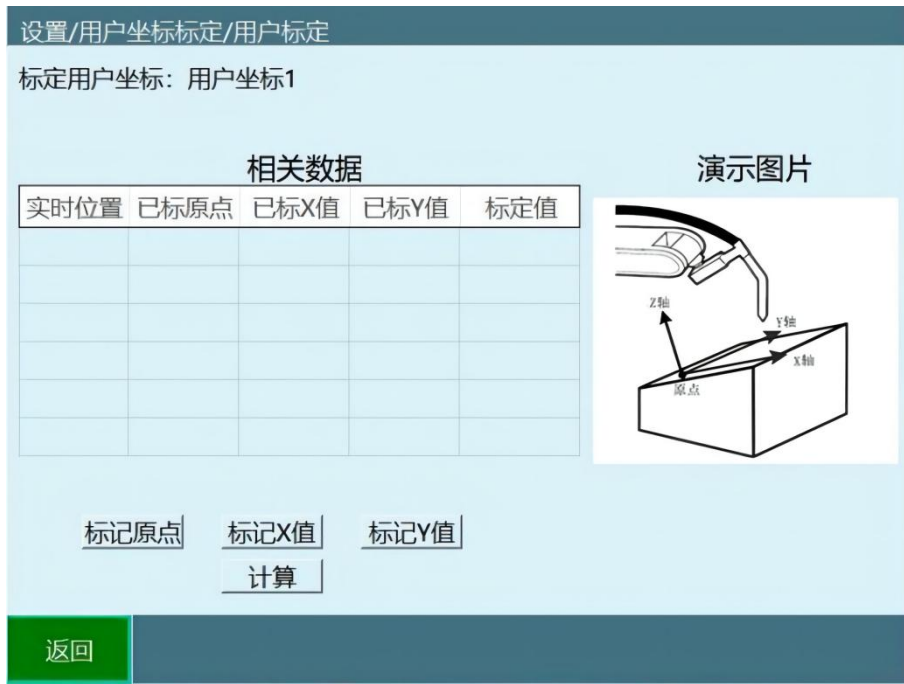 设置/用户坐标标定/用户标定
标定用户坐标：用户坐标1
相关数据
演示图片
实时位置 已标原点 已标X值 已标Y值 标定值
Z轴
Y轴
X轴
原点
标记原点 标记X值 标记Y值
计算
返回